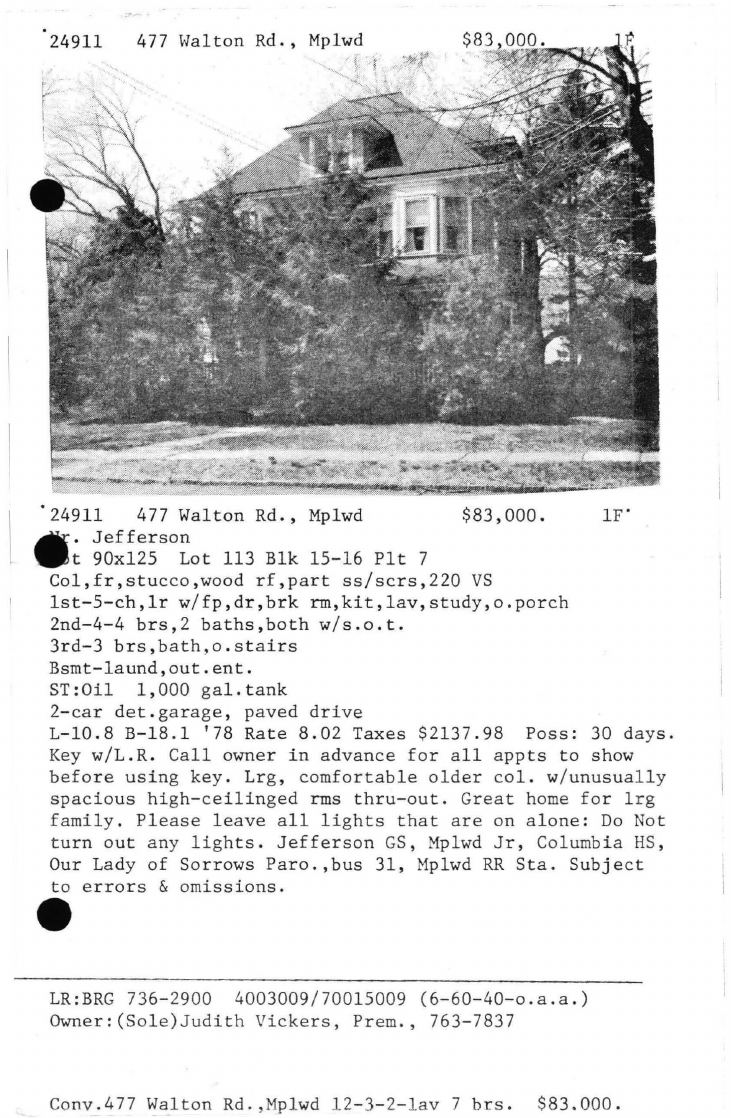 24911 477 Walton Rd., Mplwd $83,000. 1F
24911 477 Walton Rd., Mplwd $83,000. 1F
Nr. Jefferson
Lot 90x125 Lot 113 Blk 15-16 Plt 7
Col,fr,stucco,wood rf,part ss/scrs,220 VS
1st-5-ch,lr w/fp,dr,brk rm,kit,lav,study,o.porch
2nd-4-4 brs,2 baths,both w/s.o.t.
3rd-3 brs,bath,o.stairs
Bsmt-laund,out.ent.
ST:Oil 1,000 gal.tank
2-car det.garage, paved drive
L-10.8 B-18.1 '78 Rate 8.02 Taxes $2137.98 Poss: 30 days.
Key w/L.R. Call owner in advance for all appts to show
before using key. Lrg, comfortable older col. w/unusually
spacious high-ceilinged rms thru-out. Great home for lrg
family. Please leave all lights that are on alone: Do Not
turn out any lights. Jefferson GS, Mplwd Jr, Columbia HS,
Our Lady of Sorrows Paro.,bus 31, Mplwd RR Sta. Subject
to errors & omissions.
LR:BRG 736-2900 4003009/70015009 (6-60-40-o.a.a.)
Owner:(Sole)Judith Vickers, Prem., 763-7837
Conv.477 Walton Rd.,Mplwd 12-3-2-lav 7 brs. $83,000.